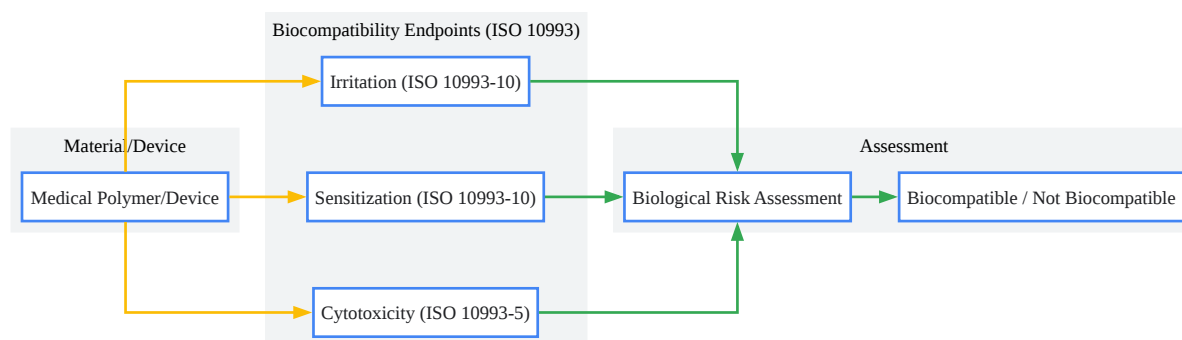 Biocompatibility Endpoints (ISO 10993)
Irritation (ISO 10993-10)
Material/Device
Assessment
Medical Polymer/Device
Sensitization (ISO 10993-10)
Biological Risk Assessment
Biocompatible / Not Biocompatible
Cytotoxicity (ISO 10993-5)